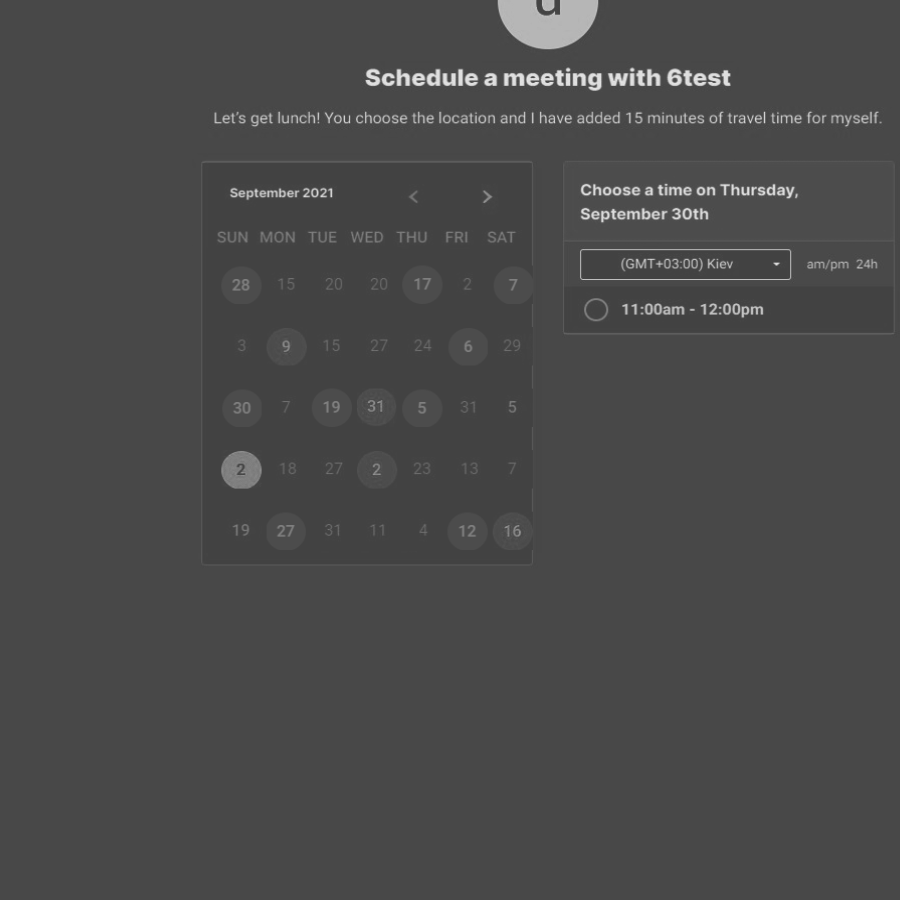 d
Schedule a meeting with 6test
Let's get lunch! You choose the location and I have added 15 minutes of travel time for myself.
September 2021
SUN MON TUE WED THU FRI SAT
28 15 20 20 17 2 7
3 9 15 27 24 6 29
30 7 19 31 5 31 5
2 18 27 2 23 13 7
19 27 31 11 4 12 16
Choose a time on Thursday,
September 30th
(GMT+03:00) Kiev am/pm 24h
11:00am - 12:00pm